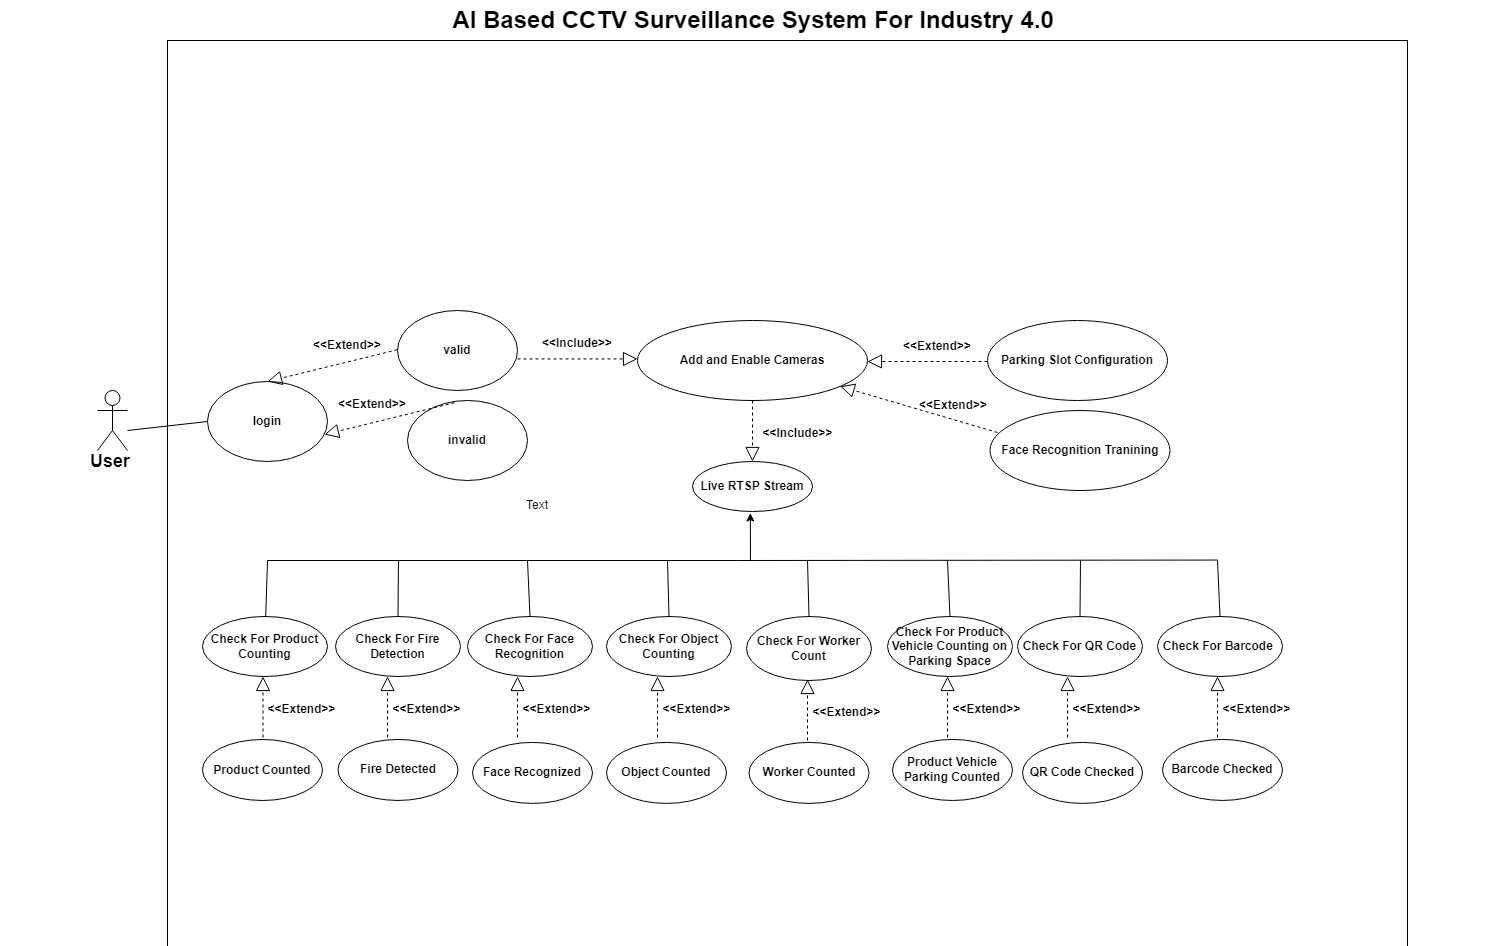 AI Based CCTV Surveillance System For Industry 4.0
<<Extend>>
valid
<<Include>>
Add and Enable Cameras
<<Extend>>
Parking Slot Configuration
User
login
<<Extend>>
invalid
<<Include>>
<<Extend>>
Face Recognition Tranining
Live RTSP Stream
Text
Check For Product
Counting
Check For Fire
Detection
Check For Face
Recognition
Check For Object
Counting
Check For Worker
Count
Check For Product
Vehicle Counting on
Parking Space
Check For QR Code
Check For Barcode
<<Extend>>
<<Extend>>
<<Extend>>
<<Extend>>
<<Extend>>
<<Extend>>
<<Extend>>
<<Extend>>
Product Counted
Fire Detected
Face Recognized
Object Counted
Worker Counted
Product Vehicle
Parking Counted
QR Code Checked
Barcode Checked